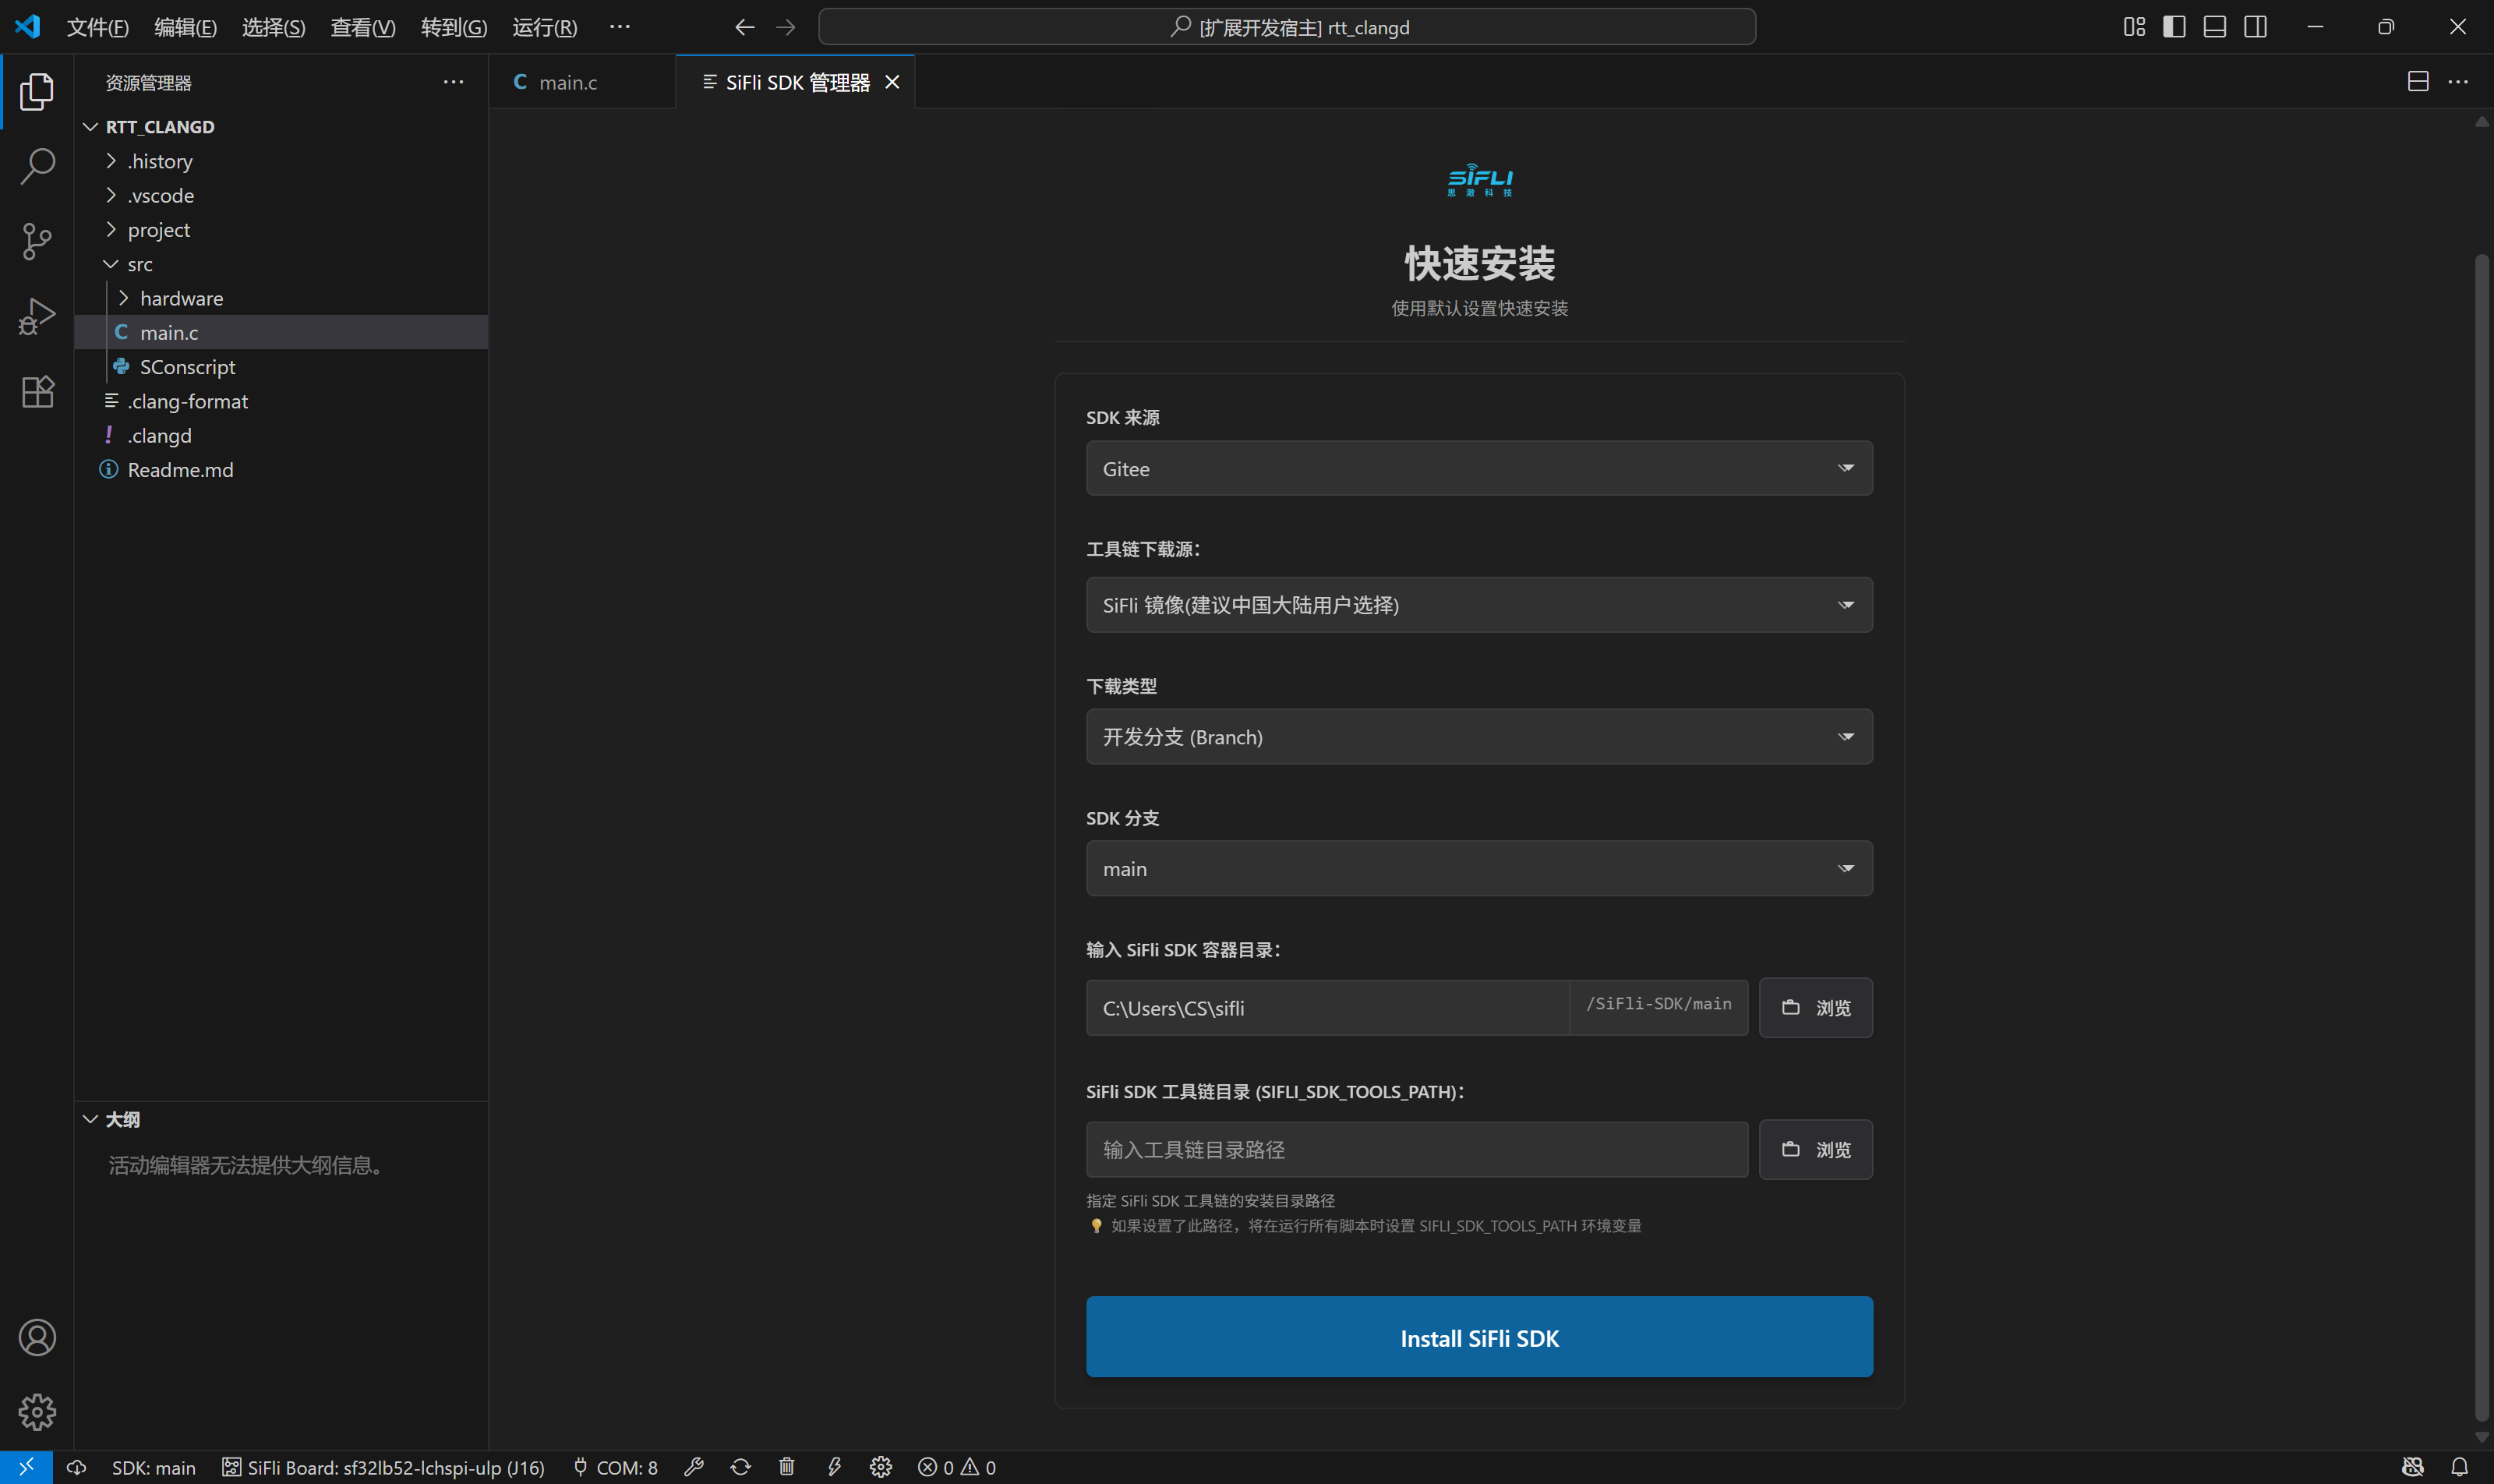 文件(F) 编辑(E) 选择(S) 查看(V) 转到(G) 运行(R) ···
[扩展开发宿主] rtt_clangd
资源管理器
RTT_CLANGD
.history
.vscode
project
src
hardware
main.c
SConscript
.clang-format
.clangd
Readme.md
大纲
活动编辑器无法提供大纲信息。
main.c
SiFli SDK 管理器
SiFLI
思澈科技
快速安装
使用默认设置快速安装
SDK 来源
Gitee
工具链下载源：
SiFli 镜像(建议中国大陆用户选择)
下载类型
开发分支 (Branch)
SDK 分支
main
输入 SiFli SDK 容器目录：
C:\Users\CS\sifli /SiFli-SDK/main 浏览
SiFli SDK 工具链目录 (SIFLI_SDK_TOOLS_PATH)：
输入工具链目录路径 浏览
指定 SiFli SDK 工具链的安装目录路径
💡 如果设置了此路径，将在运行所有脚本时设置 SIFLI_SDK_TOOLS_PATH 环境变量
Install SiFli SDK
SDK: main SiFli Board: sf32lb52-lchspi-ulp (J16) COM: 8 0 0